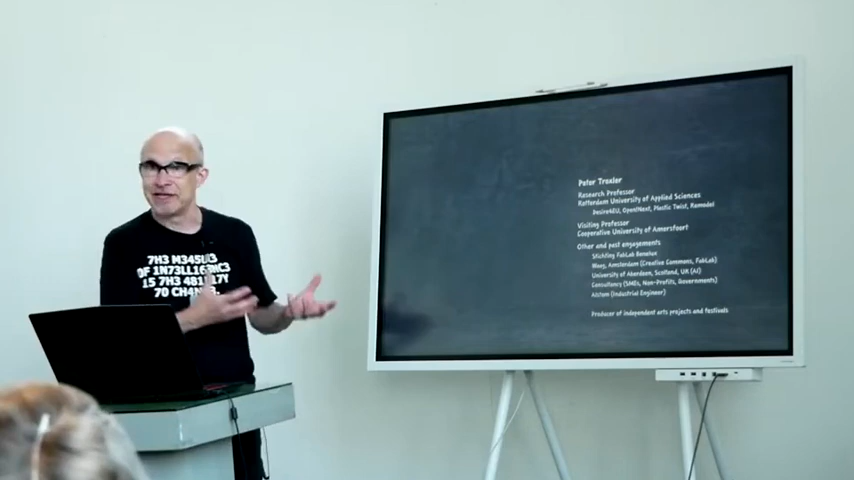 7H3 M345UR3
OF 1N73LL1G3NC3
15 7H3 4B1L17Y
70 CH4NG3.
Peter Troxler
Research Professor
Rotterdam University of Applied Sciences
Desire4EU, OpenNEXT, Plastic Twist, Remodel
Visiting Professor
Cooperative University of Amersfoort
Other and past engagements
Stichting FabLab Benelux
Waag, Amsterdam (Creative Commons, FabLab)
University of Aberdeen, Scotland, UK (AI)
Consultancy (SMEs, Non-Profits, Governments)
Alstom (Industrial Engineer)
Producer of independent arts projects and festivals